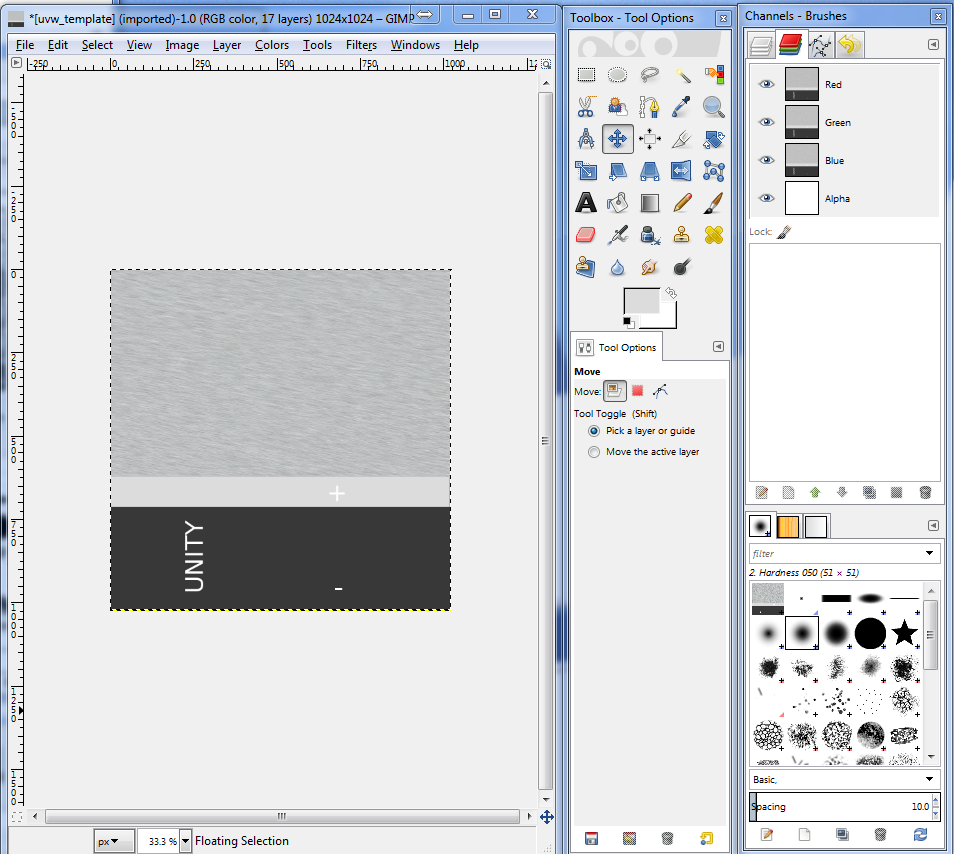 *[uvw_template] (imported)-1.0 (RGB color, 17 layers) 1024x1024 – GIMP
File Edit Select View Image Layer Colors Tools Filters Windows Help
-250 0 250 500 750 1000
UNITY
+
-
px 33.3 % Floating Selection
Toolbox - Tool Options
Tool Options
Move
Move:
Tool Toggle (Shift)
Pick a layer or guide
Move the active layer
Channels - Brushes
Red
Green
Blue
Alpha
Lock:
filter
2. Hardness 050 (51 × 51)
Basic,
Spacing 10.0